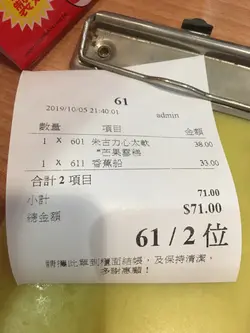 61
2019/10/05 21:40:01
admin
數量 項目 金額
1 X 601 朱古力心太軟 38.00
*芒果雪糕
1 X 611 香蕉船 33.00
合計 2 項目
小計 71.00
總金額 $71.00
61 / 2 位
請攜此單到櫃面結賬，及保持清潔，
多謝惠顧！